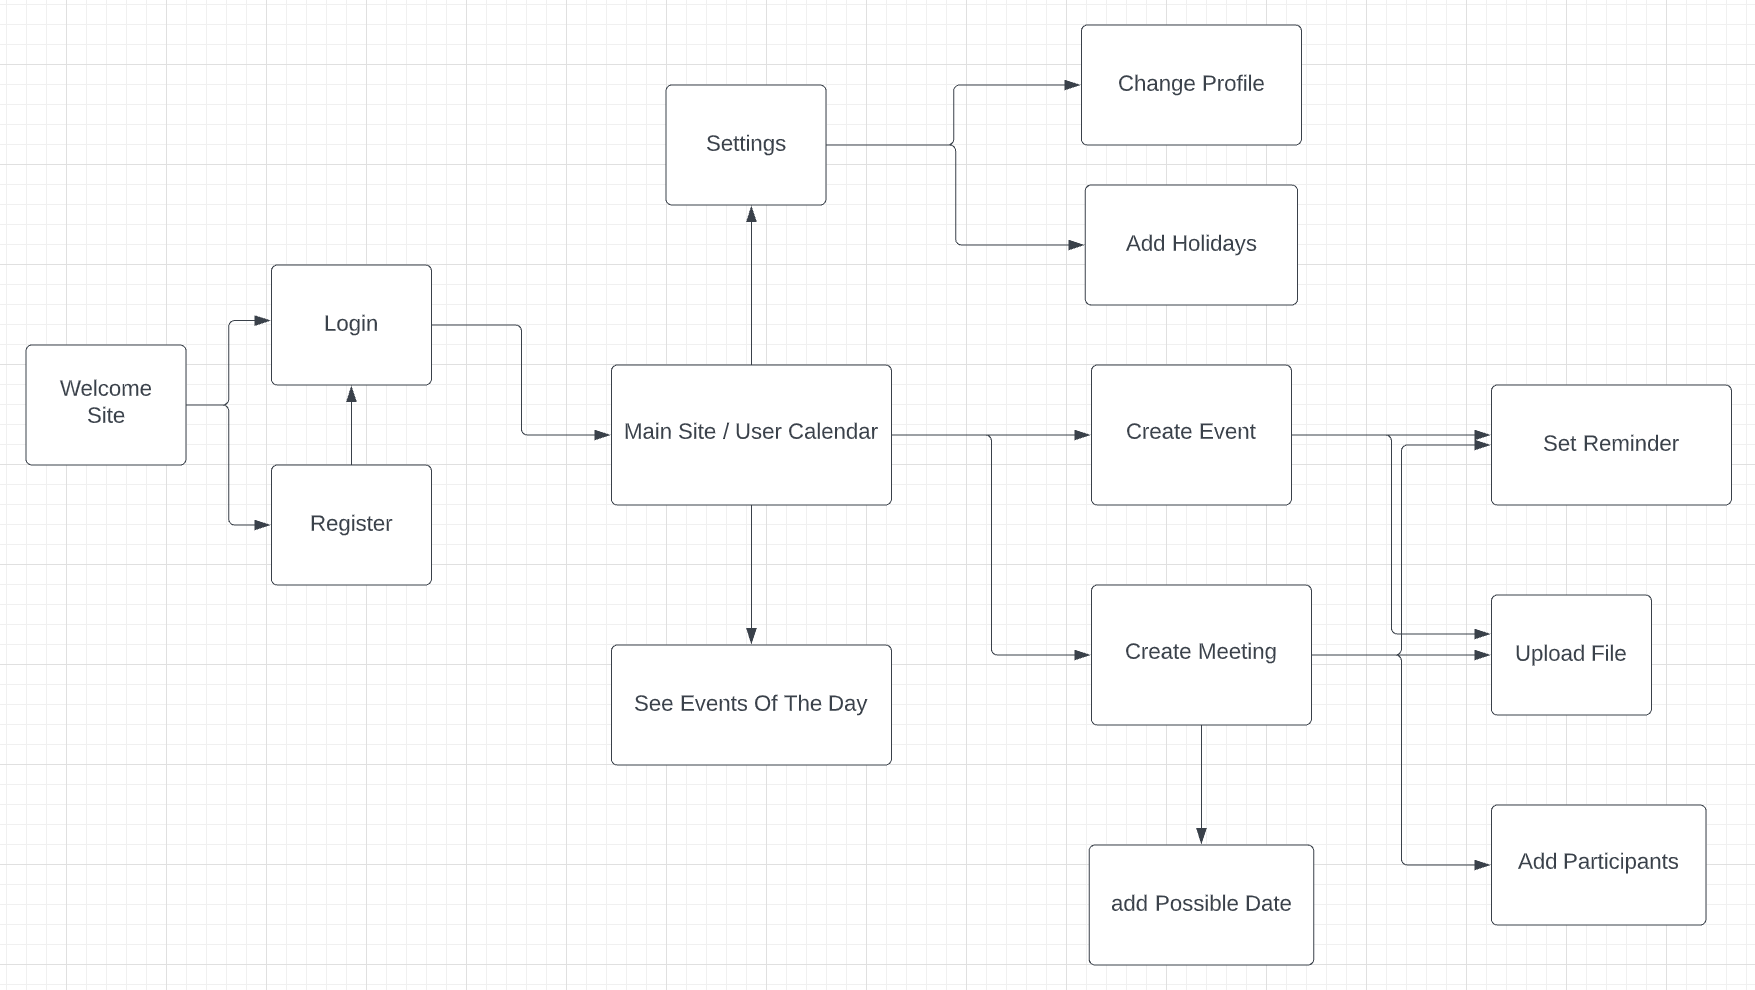 Change Profile
Settings
Add Holidays
Login
Welcome
Site
Main Site / User Calendar
Create Event
Set Reminder
Register
Create Meeting
Upload File
See Events Of The Day
Add Participants
add Possible Date